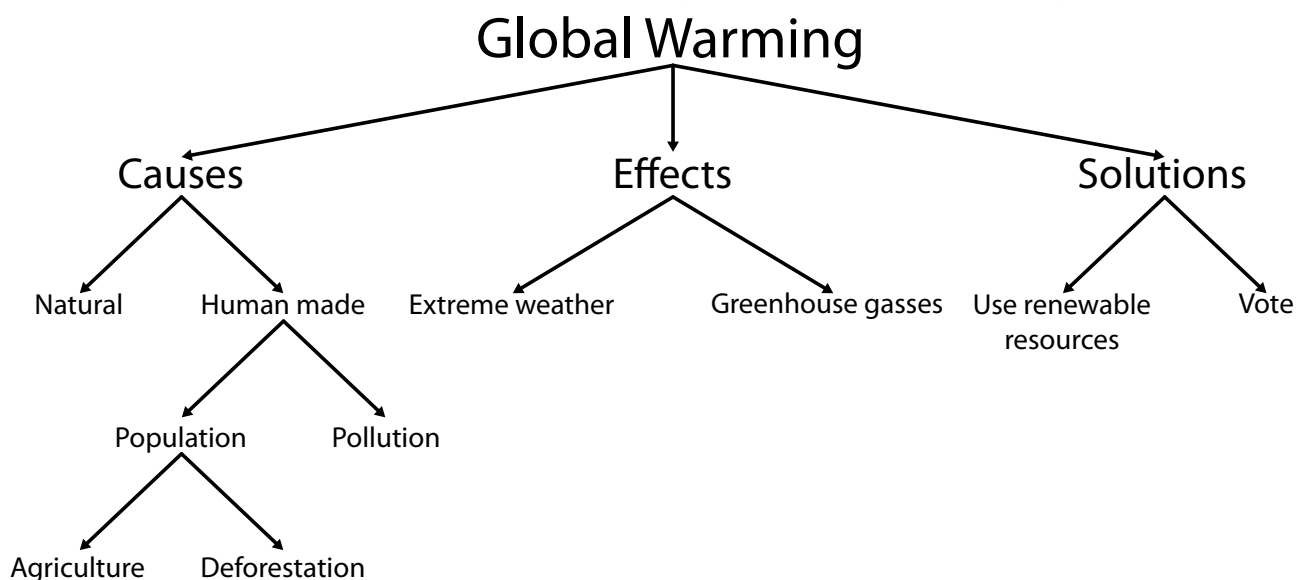 Global Warming
Causes
Effects
Solutions
Natural
Human made
Extreme weather
Greenhouse gasses
Use renewable
resources
Vote
Population
Pollution
Agriculture
Deforestation